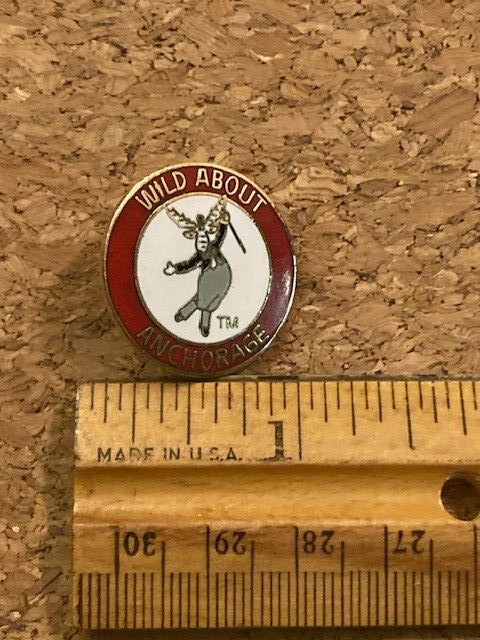 WILD ABOUT
TM
ANCHORAGE
1
MADE IN U.S.A.
30 29 28 27